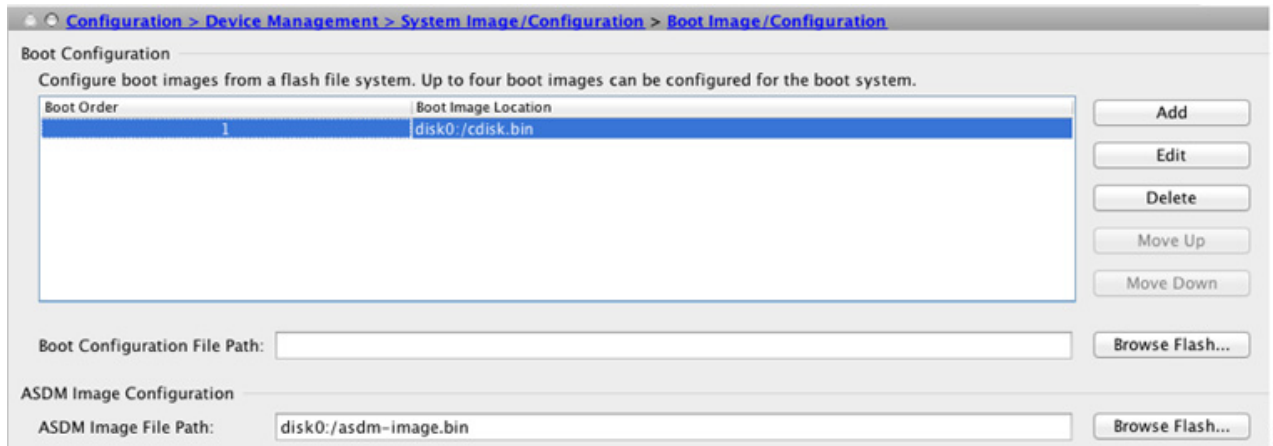 Configuration > Device Management > System Image/Configuration > Boot Image/Configuration
Boot Configuration
Configure boot images from a flash file system. Up to four boot images can be configured for the boot system.
Boot Order Boot Image Location
1 disk0:/cdisk.bin
Add
Edit
Delete
Move Up
Move Down
Boot Configuration File Path: Browse Flash...
ASDM Image Configuration
ASDM Image File Path: disk0:/asdm-image.bin Browse Flash...